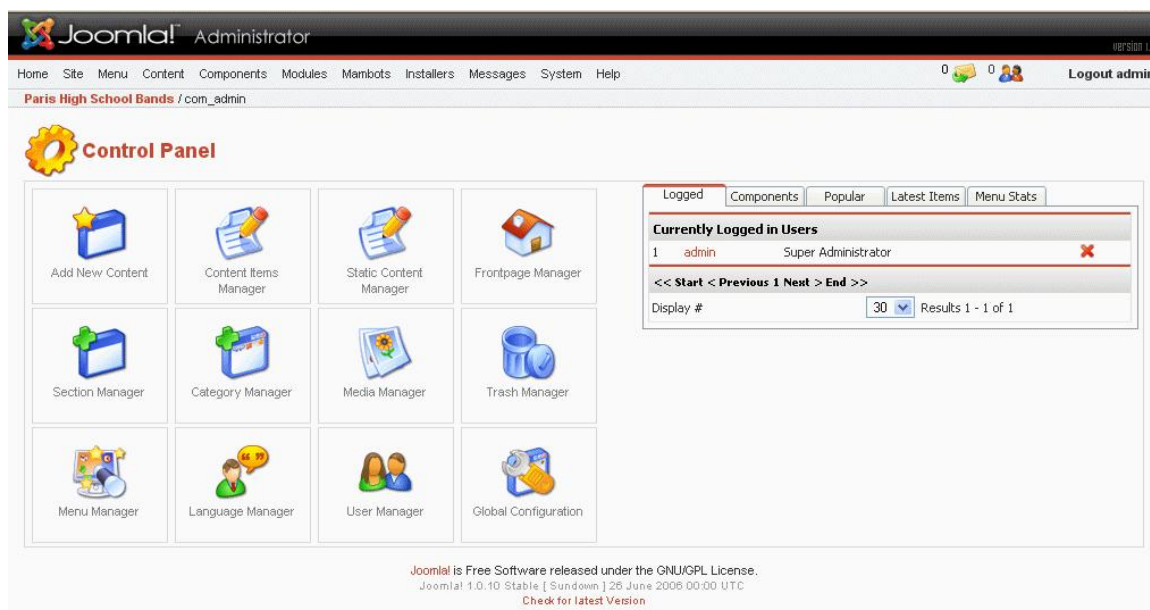 Joomla!™ Administrator
version 1.
Home Site Menu Content Components Modules Mambots Installers Messages System Help 0 0 Logout admin
Paris High School Bands / com_admin
Control Panel
Logged Components Popular Latest Items Menu Stats
Currently Logged in Users
1 admin Super Administrator
<< Start < Previous 1 Next > End >>
Display # 30 Results 1 - 1 of 1
Add New Content
Content Items
Manager
Static Content
Manager
Frontpage Manager
Section Manager
Category Manager
Media Manager
Trash Manager
Menu Manager
Language Manager
User Manager
Global Configuration
Joomla! is Free Software released under the GNU/GPL License.
Joomla! 1.0.10 Stable [ Sundown ] 26 June 2006 00:00 UTC
Check for latest Version